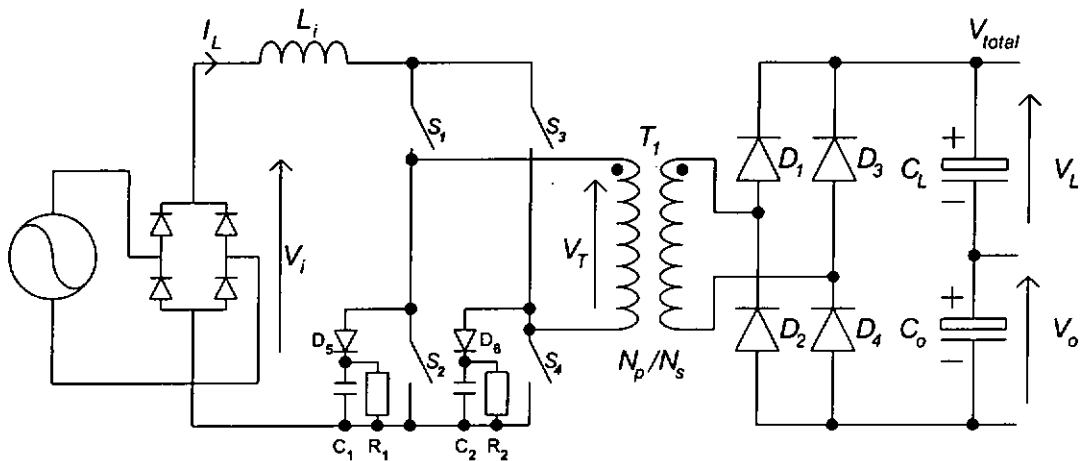 I_L
L_i
V_total
S_1
S_3
T_1
D_1
D_3
C_L
V_L
+
−
V_i
V_T
D_5
D_6
S_2
S_4
N_p/N_s
D_2
D_4
C_o
V_o
+
−
C_1
R_1
C_2
R_2